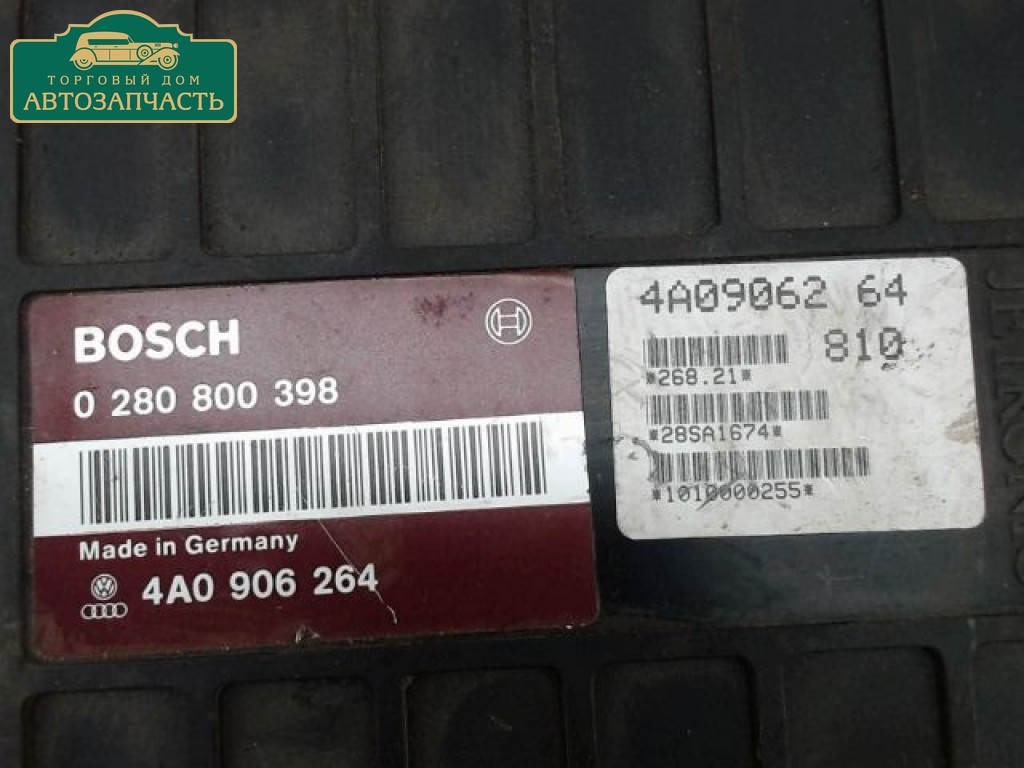 ТОРГОВЫЙ ДОМ
АВТОЗАПЧАСТЬ
BOSCH
0 280 800 398
Made in Germany
4A0 906 264
4A09062 64
810
*268.21*
*28SA1674*
*1010000255*
JETRONIC